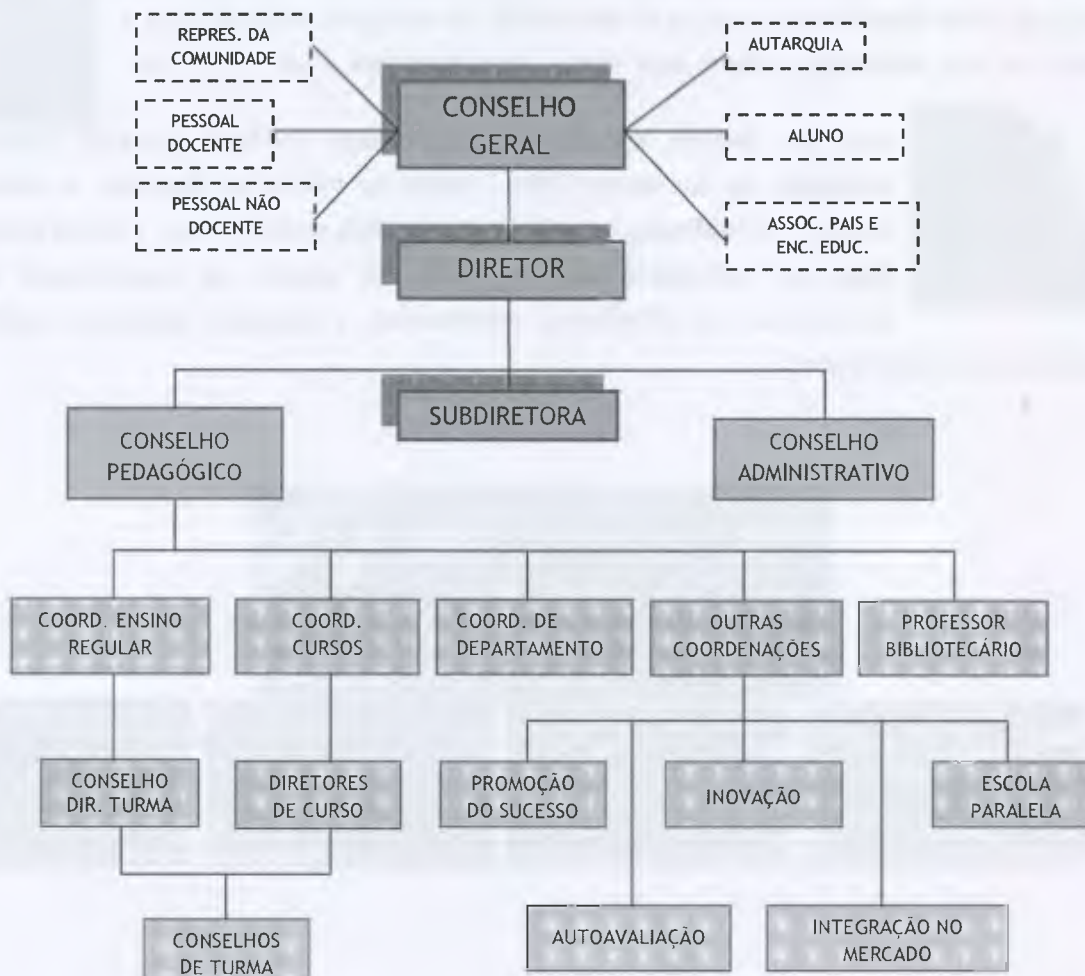 REPRES. DA
COMUNIDADE
AUTARQUIA
CONSELHO
GERAL
PESSOAL
DOCENTE
ALUNO
PESSOAL NÃO
DOCENTE
ASSOC. PAIS E
ENC. EDUC.
DIRETOR
SUBDIRETORA
CONSELHO
PEDAGÓGICO
CONSELHO
ADMINISTRATIVO
COORD. ENSINO
REGULAR
COORD.
CURSOS
COORD. DE
DEPARTAMENTO
OUTRAS
COORDENAÇÕES
PROFESSOR
BIBLIOTECÁRIO
CONSELHO
DIR. TURMA
DIRETORES
DE CURSO
PROMOÇÃO
DO SUCESSO
INOVAÇÃO
ESCOLA
PARALELA
CONSELHOS
DE TURMA
AUTOAVALIAÇÃO
INTEGRAÇÃO NO
MERCADO